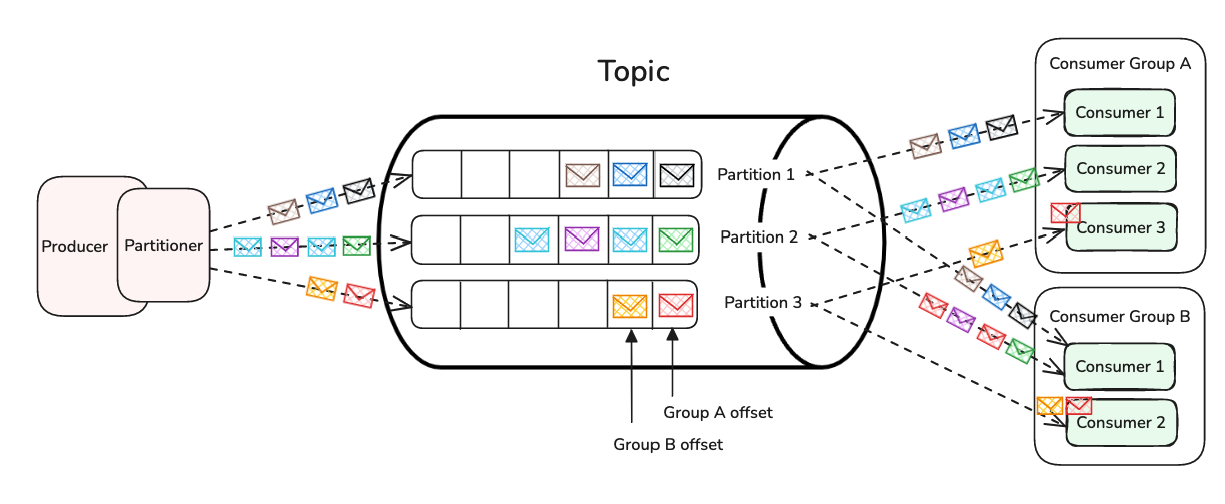 Topic
Producer
Partitioner
Partition 1
Partition 2
Partition 3
Group A offset
Group B offset
Consumer Group A
Consumer 1
Consumer 2
Consumer 3
Consumer Group B
Consumer 1
Consumer 2